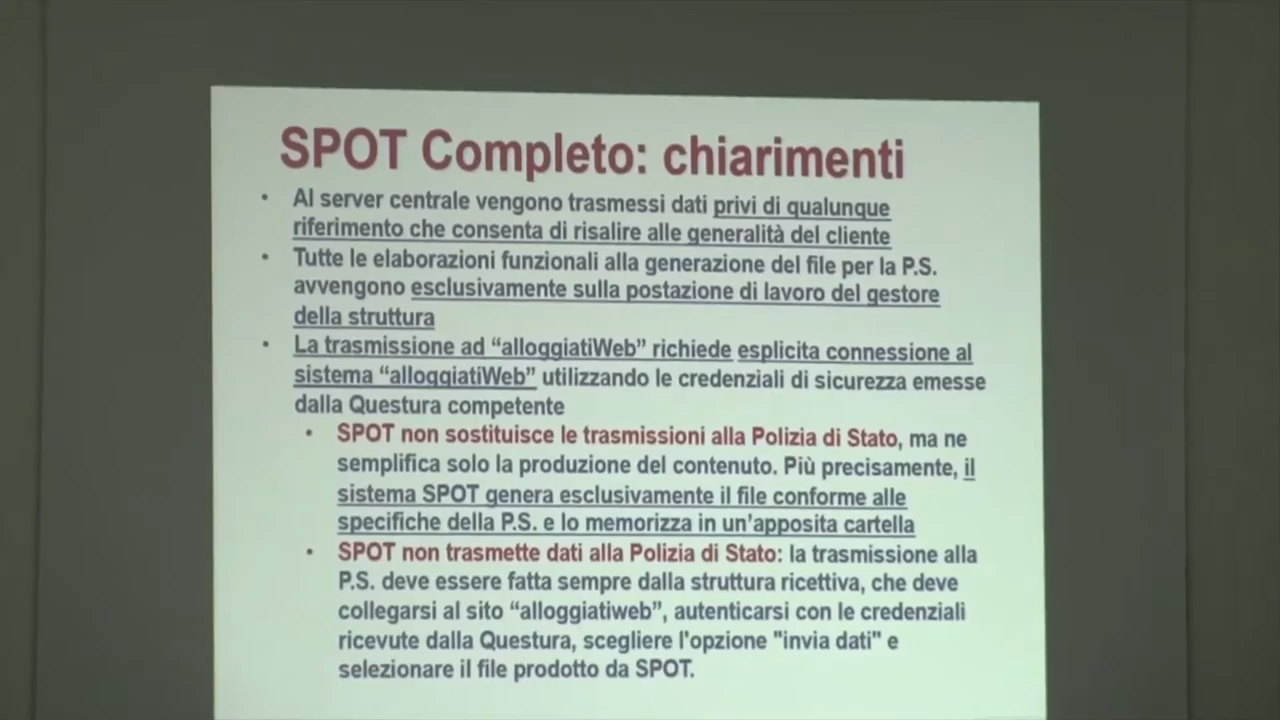 SPOT Completo: chiarimenti
• Al server centrale vengono trasmessi dati privi di qualunque
riferimento che consenta di risalire alle generalità del cliente
• Tutte le elaborazioni funzionali alla generazione del file per la P.S.
avvengono esclusivamente sulla postazione di lavoro del gestore
della struttura
• La trasmissione ad “alloggiatiWeb” richiede esplicita connessione al
sistema “alloggiatiWeb” utilizzando le credenziali di sicurezza emesse
dalla Questura competente
• SPOT non sostituisce le trasmissioni alla Polizia di Stato, ma ne
semplifica solo la produzione del contenuto. Più precisamente, il
sistema SPOT genera esclusivamente il file conforme alle
specifiche della P.S. e lo memorizza in un’apposita cartella
• SPOT non trasmette dati alla Polizia di Stato: la trasmissione alla
P.S. deve essere fatta sempre dalla struttura ricettiva, che deve
collegarsi al sito “alloggiatiweb”, autenticarsi con le credenziali
ricevute dalla Questura, scegliere l'opzione "invia dati" e
selezionare il file prodotto da SPOT.